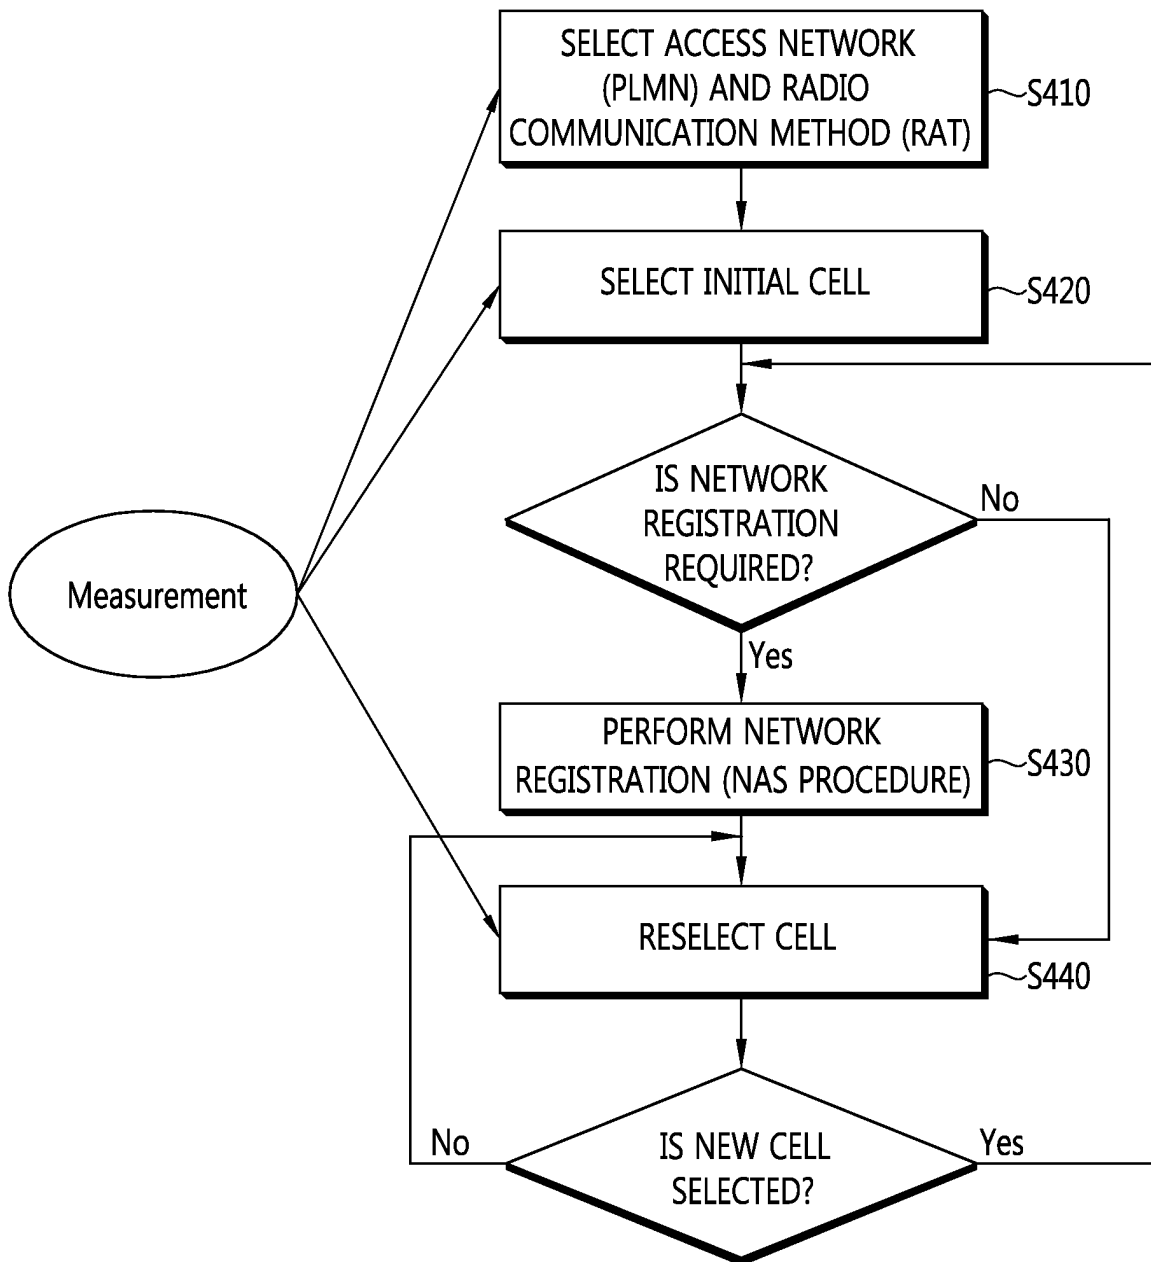 SELECT ACCESS NETWORK
(PLMN) AND RADIO
COMMUNICATION METHOD (RAT)
S410
SELECT INITIAL CELL
S420
IS NETWORK
REGISTRATION
REQUIRED?
No
Measurement
Yes
PERFORM NETWORK
REGISTRATION (NAS PROCEDURE)
S430
RESELECT CELL
S440
No
IS NEW CELL
SELECTED?
Yes